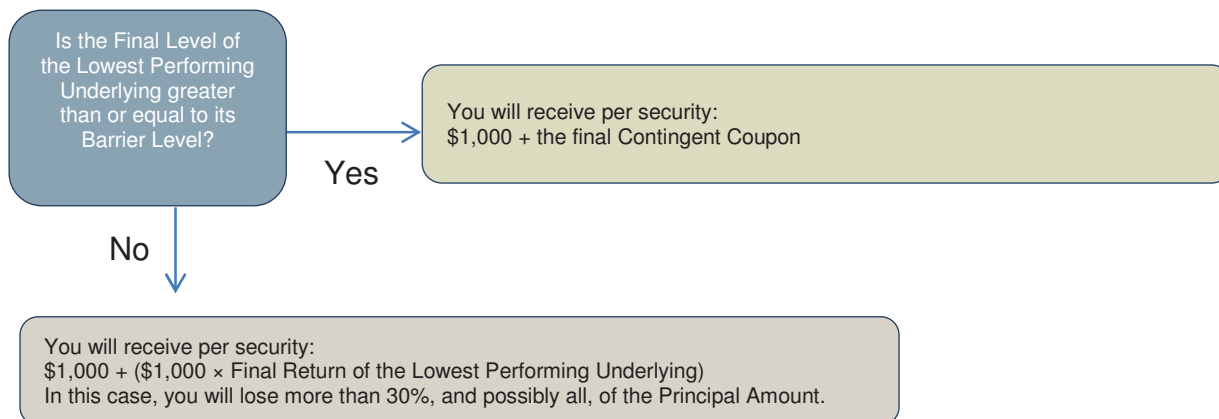 Is the Final Level of
the Lowest Performing
Underlying greater
than or equal to its
Barrier Level?
You will receive per security:
$1,000 + the final Contingent Coupon
Yes
No
You will receive per security:
$1,000 + ($1,000 × Final Return of the Lowest Performing Underlying)
In this case, you will lose more than 30%, and possibly all, of the Principal Amount.